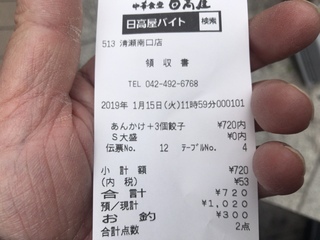 中華食堂 日高屋
日高屋バイト 検索
513 清瀬南口店
領 収 書
TEL 042-492-6768
2019年 1月15日(火)11時59分000101
あんかけ+3個餃子 ¥720内
S大盛 ¥0内
伝票No. 12 テーブルNo. 4
小 計 額 ¥720
(内 税) ¥53
合 計 ¥720
預/現計 ¥1,020
お 釣 ¥300
合計点数 2点